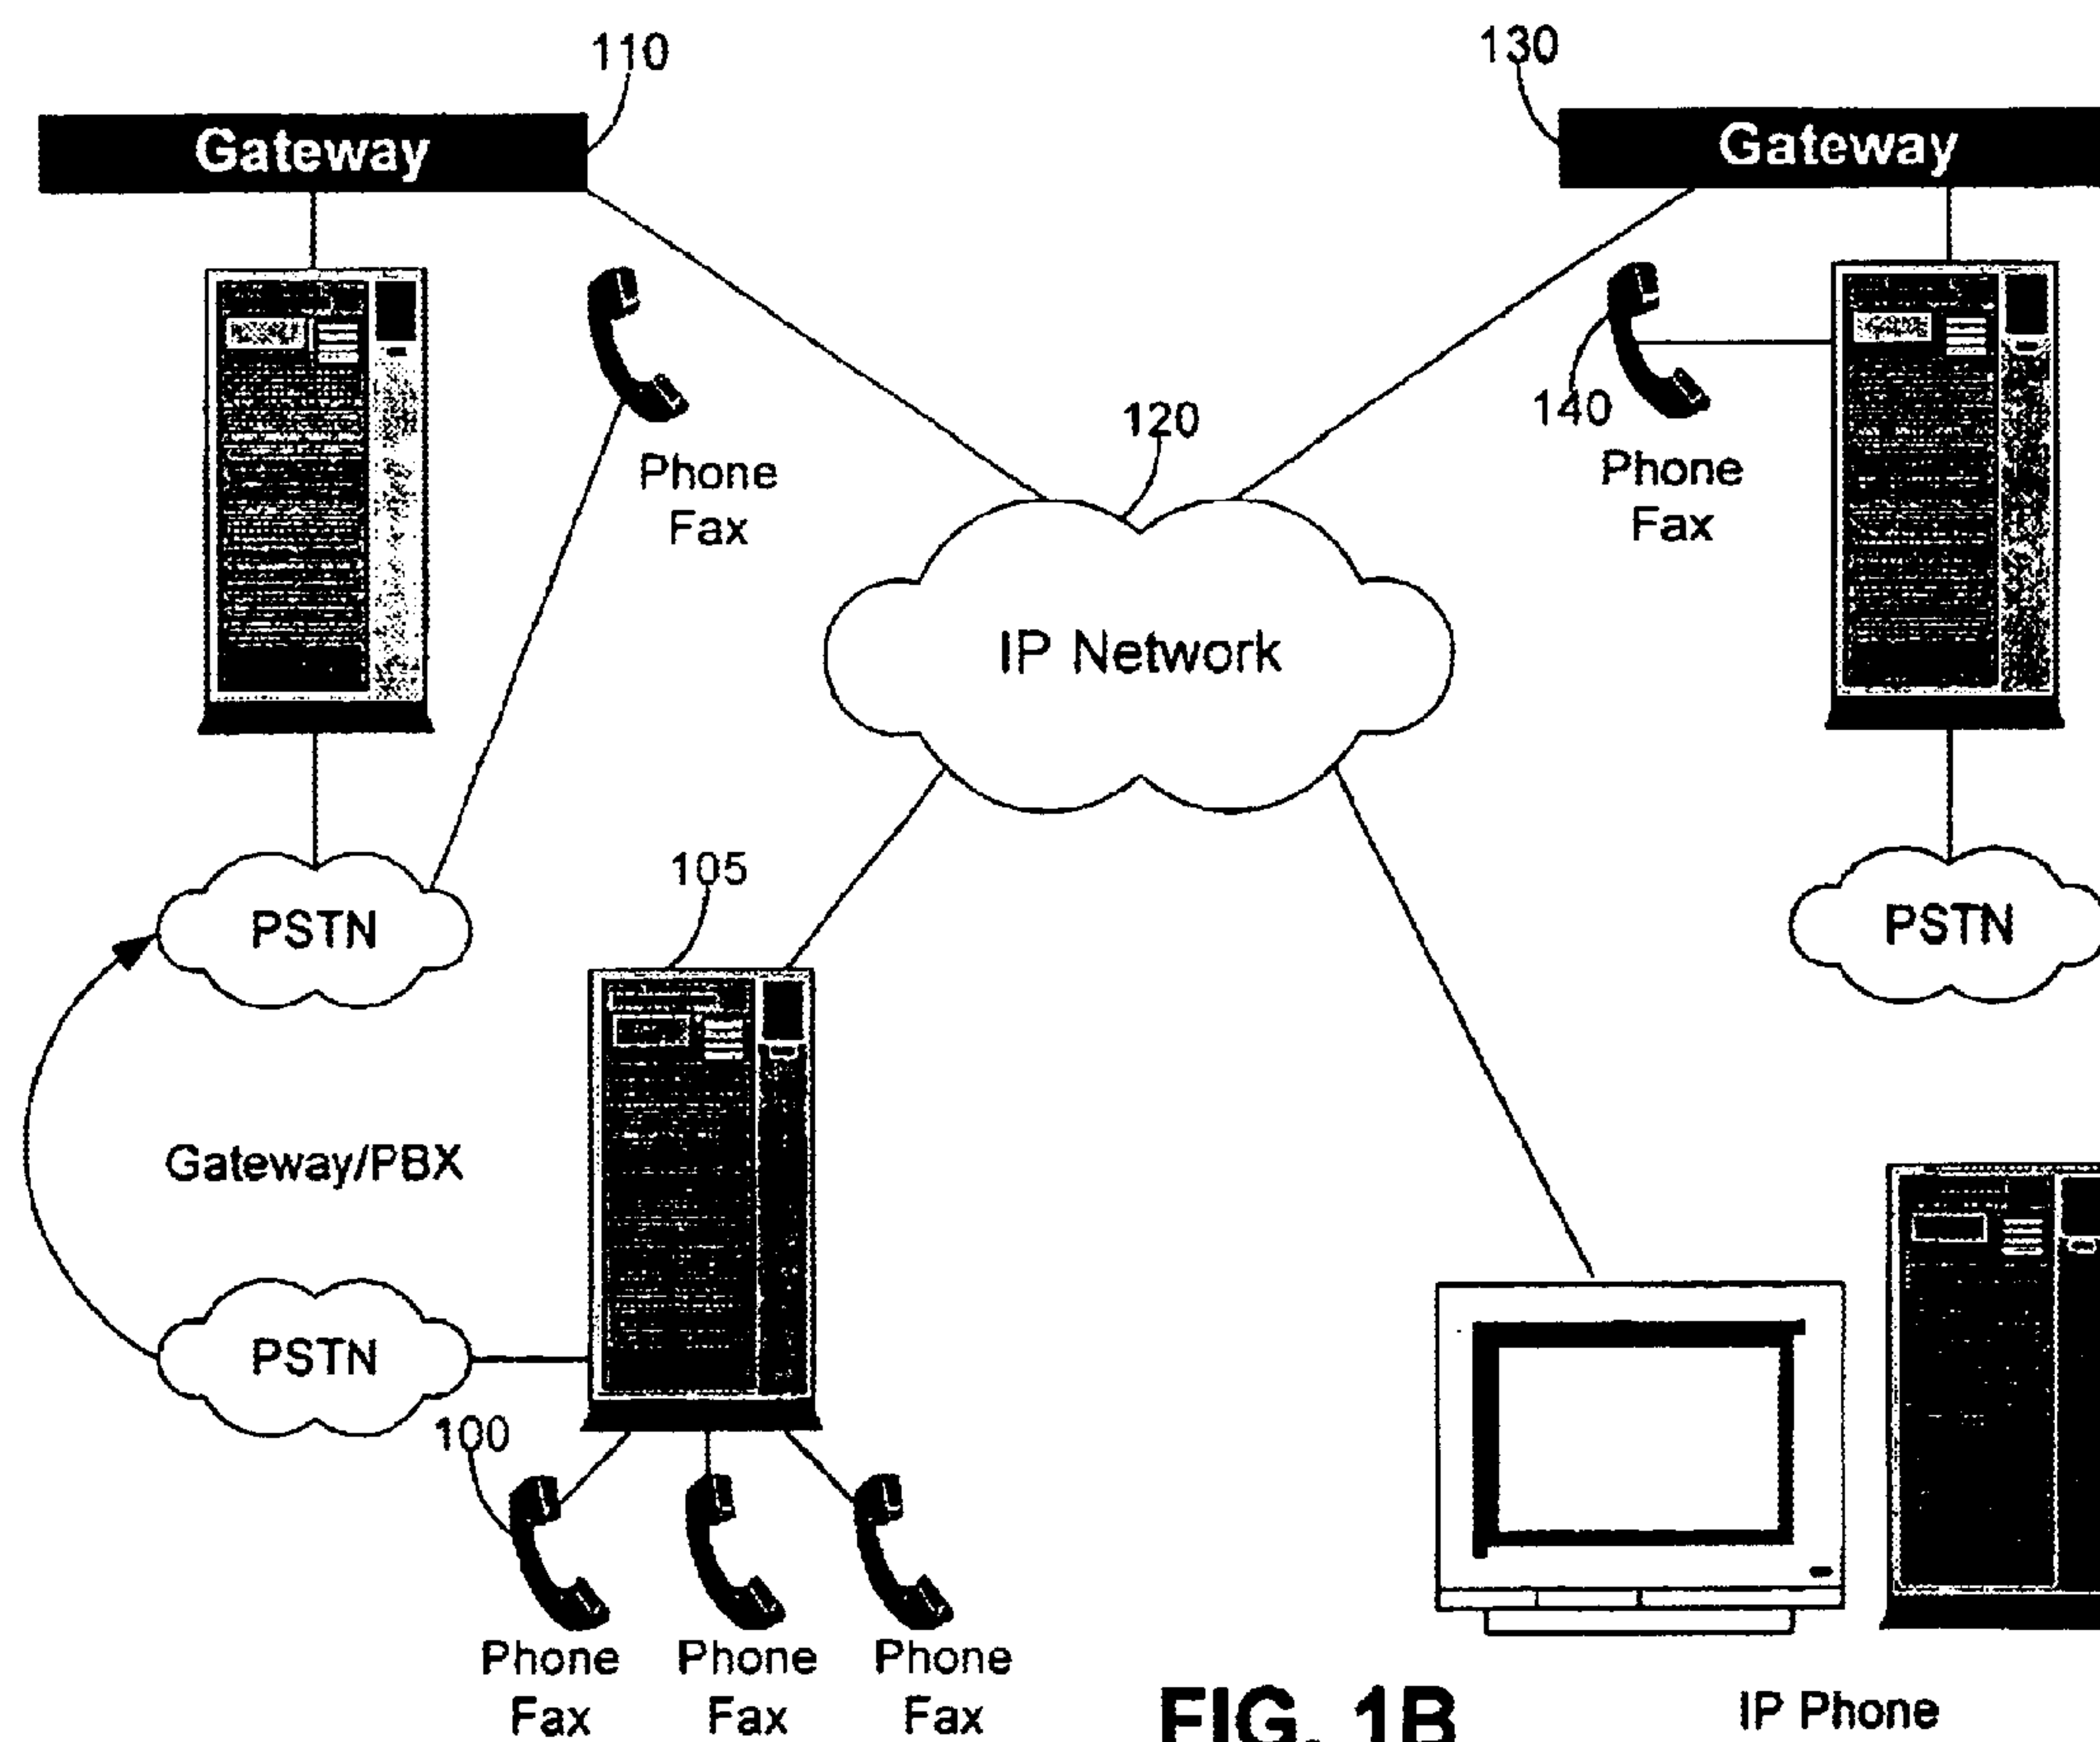 110
130
Gateway
Gateway
120
140
Phone
Fax
Phone
Fax
IP Network
105
PSTN
PSTN
Gateway/PBX
PSTN
100
Phone
Fax
Phone
Fax
Phone
Fax
FIG. 1B
IP Phone